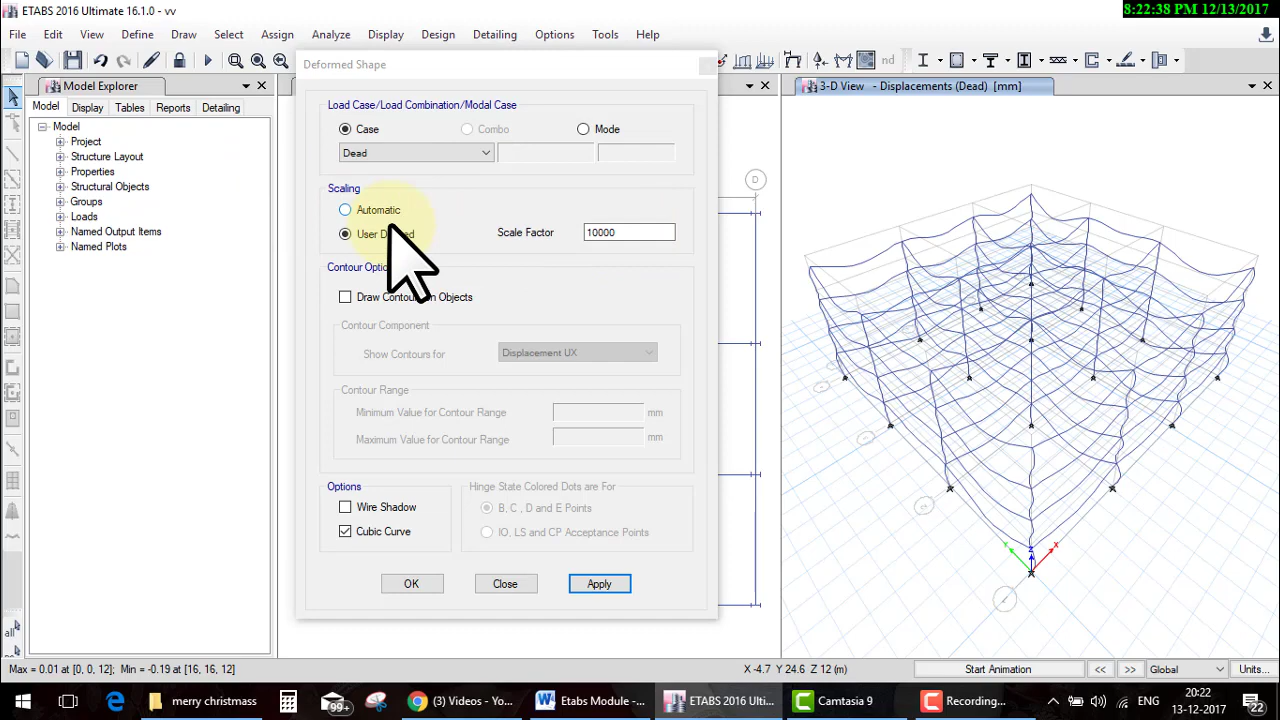 ETABS 2016 Ultimate 16.1.0 - vv
8:22:38 PM 12/13/2017
File Edit View Define Draw Select Assign Analyze Display Design Detailing Options Tools Help
nd
Model Explorer
Model Display Tables Reports Detailing
Model
Project
Structure Layout
Properties
Structural Objects
Groups
Loads
Named Output Items
Named Plots
all
Deformed Shape
Load Case/Load Combination/Modal Case
Case Combo Mode
Dead
Scaling
Automatic
User Scale Factor 10000
Contour
Draw Objects
Contour Component
Show Contours for Displacement UX
Contour Range
Minimum Value for Contour Range mm
Maximum Value for Contour Range mm
Options
Wire Shadow
Cubic Curve
Hinge State Colored Dots are For
B, C , D and E Points
IO, LS and CP Acceptance Points
OK Close Apply
D
3-D View - Displacements (Dead) [mm]
Y Z X
Max = 0.01 at [0, 0, 12]; Min = -0.19 at [16, 16, 12] X -4.7 Y 24.6 Z 12 (m) Start Animation << >> Global Units...
merry christmass 99+ (3) Videos - Yo... Etabs Module -... ETABS 2016 Ulti... Camtasia 9 Recording... ENG 20:22 13-12-2017 22